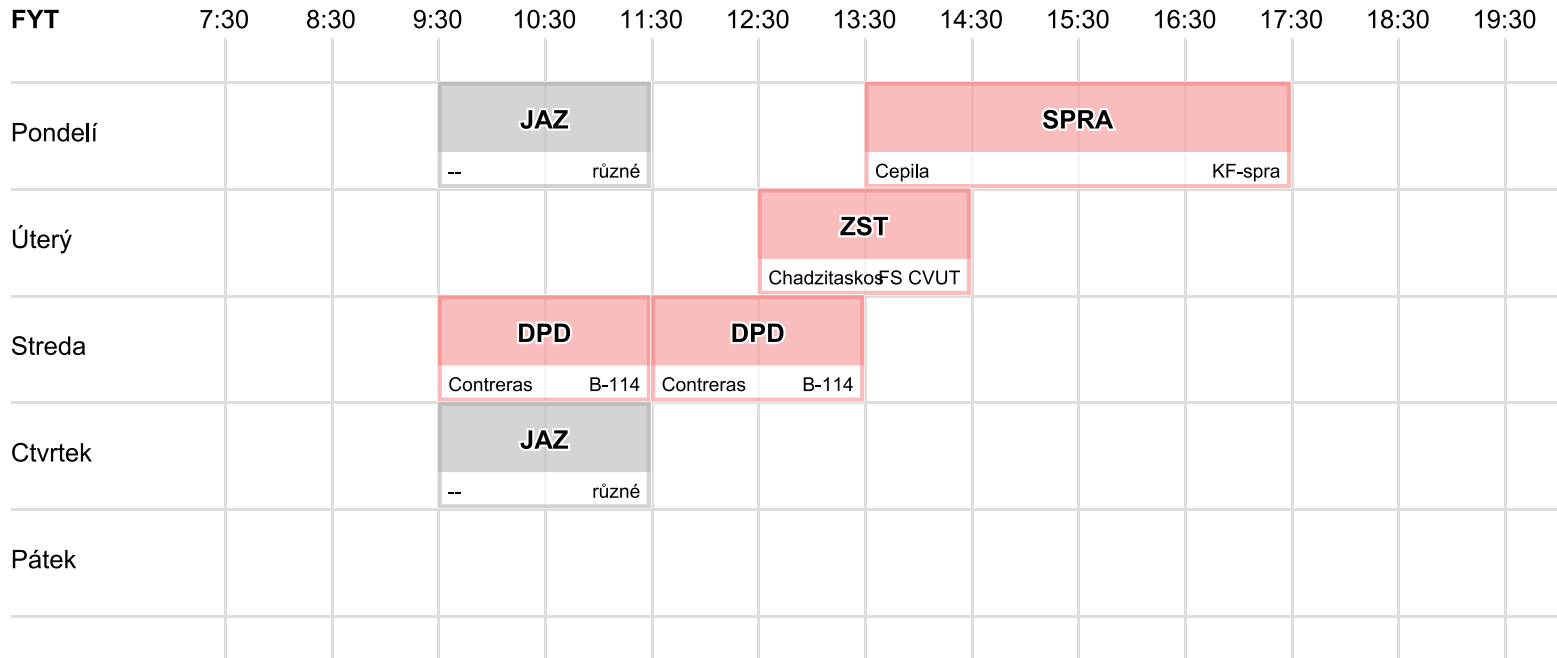 FYT 7:30 8:30 9:30 10:30 11:30 12:30 13:30 14:30 15:30 16:30 17:30 18:30 19:30
Pondelí
JAZ
-- různé
SPRA
Cepila KF-spra
Úterý
ZST
Chadzitaskos FS CVUT
Streda
DPD
Contreras B-114
DPD
Contreras B-114
Ctvrtek
JAZ
-- různé
Pátek